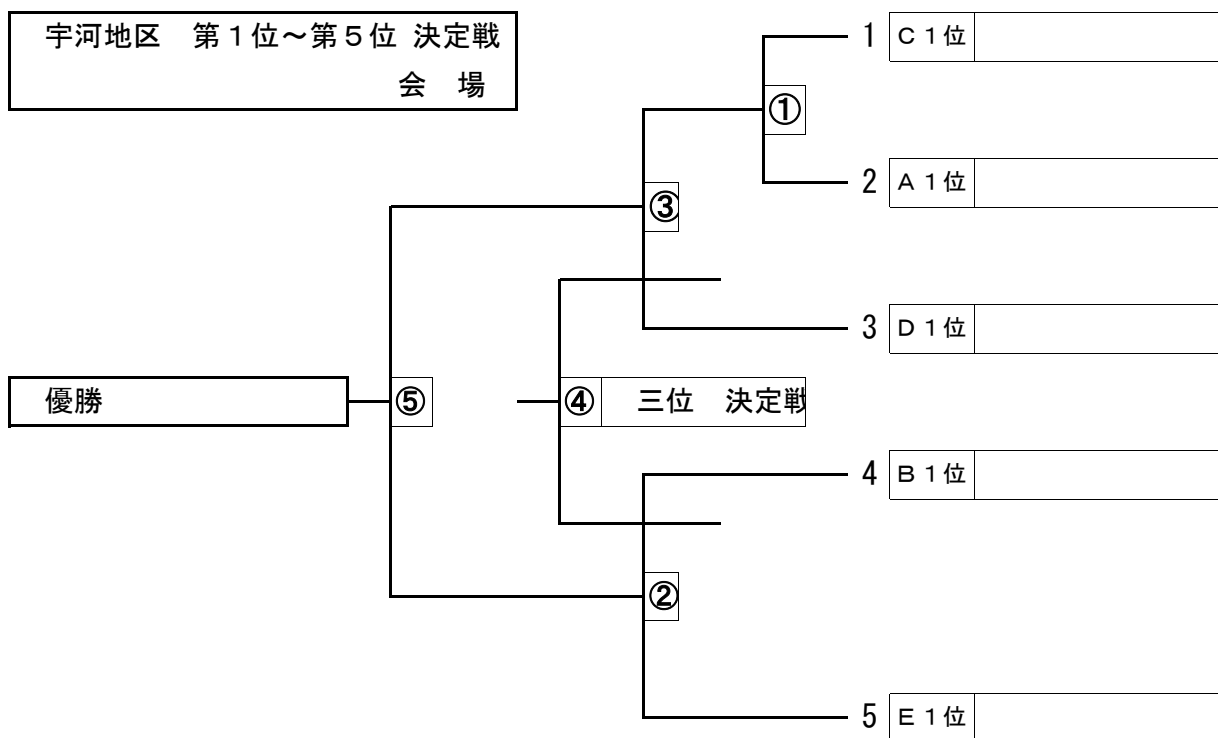 宇河地区　第１位～第５位 決定戦
会　場
1 Ｃ１位
①
2 Ａ１位
③
3 Ｄ１位
優勝
⑤
④ 三位　決定戦
4 Ｂ１位
②
5 Ｅ１位